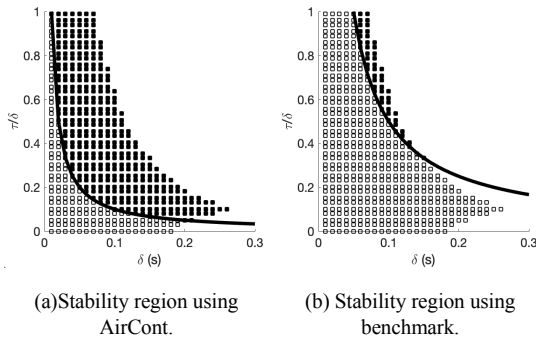 1
0.8
0.6
0.4
0.2
0
τ/δ
0 0.1 0.2 0.3
δ (s)
(a)Stability region using
AirCont.
1
0.8
0.6
0.4
0.2
0
τ/δ
0 0.1 0.2 0.3
δ (s)
(b) Stability region using
benchmark.